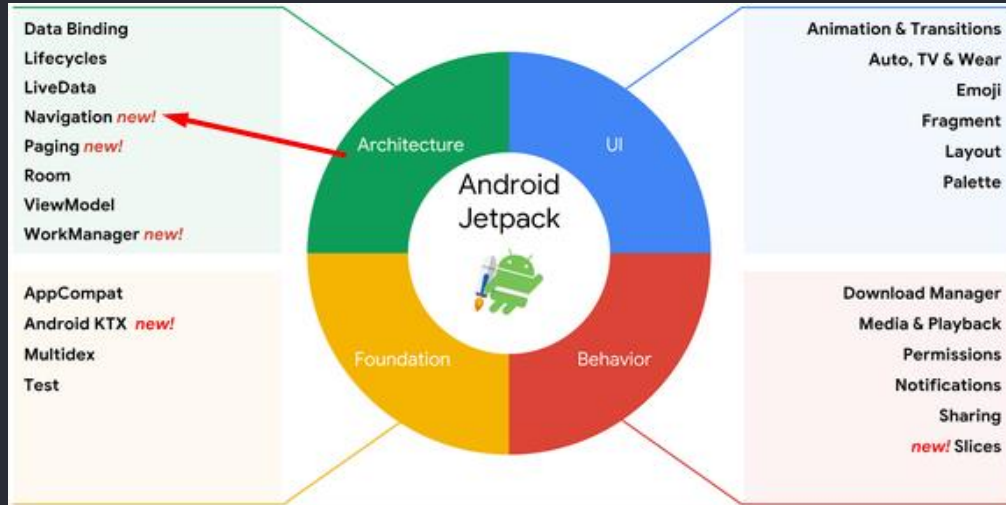 Data Binding
Lifecycles
LiveData
Navigation new!
Paging new!
Room
ViewModel
WorkManager new!
Animation & Transitions
Auto, TV & Wear
Emoji
Fragment
Layout
Palette
Architecture
UI
Android
Jetpack
Foundation
Behavior
AppCompat
Android KTX new!
Multidex
Test
Download Manager
Media & Playback
Permissions
Notifications
Sharing
new! Slices